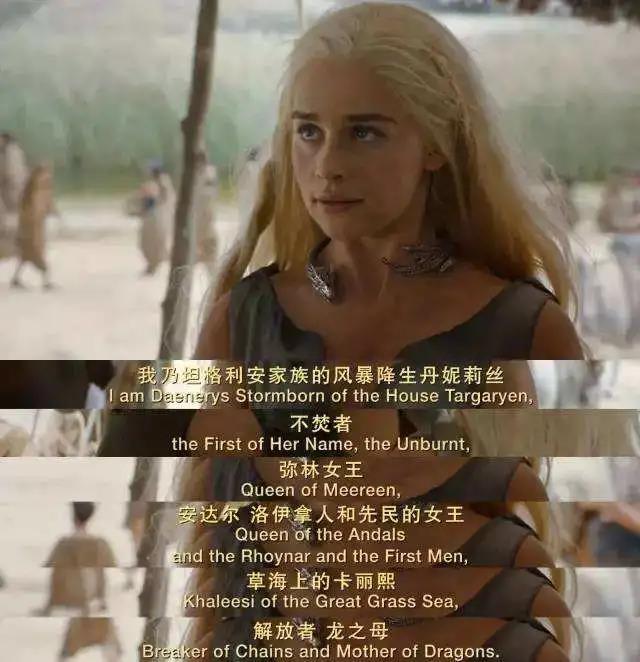 我乃坦格利安家族的风暴降生丹妮莉丝
I am Daenerys Stormborn of the House Targaryen,
不焚者
the First of Her Name, the Unburnt,
弥林女王
Queen of Meereen,
安达尔 洛伊拿人和先民的女王
Queen of the Andals
and the Rhoynar and the First Men,
草海上的卡丽熙
Khaleesi of the Great Grass Sea,
解放者 龙之母
Breaker of Chains and Mother of Dragons.